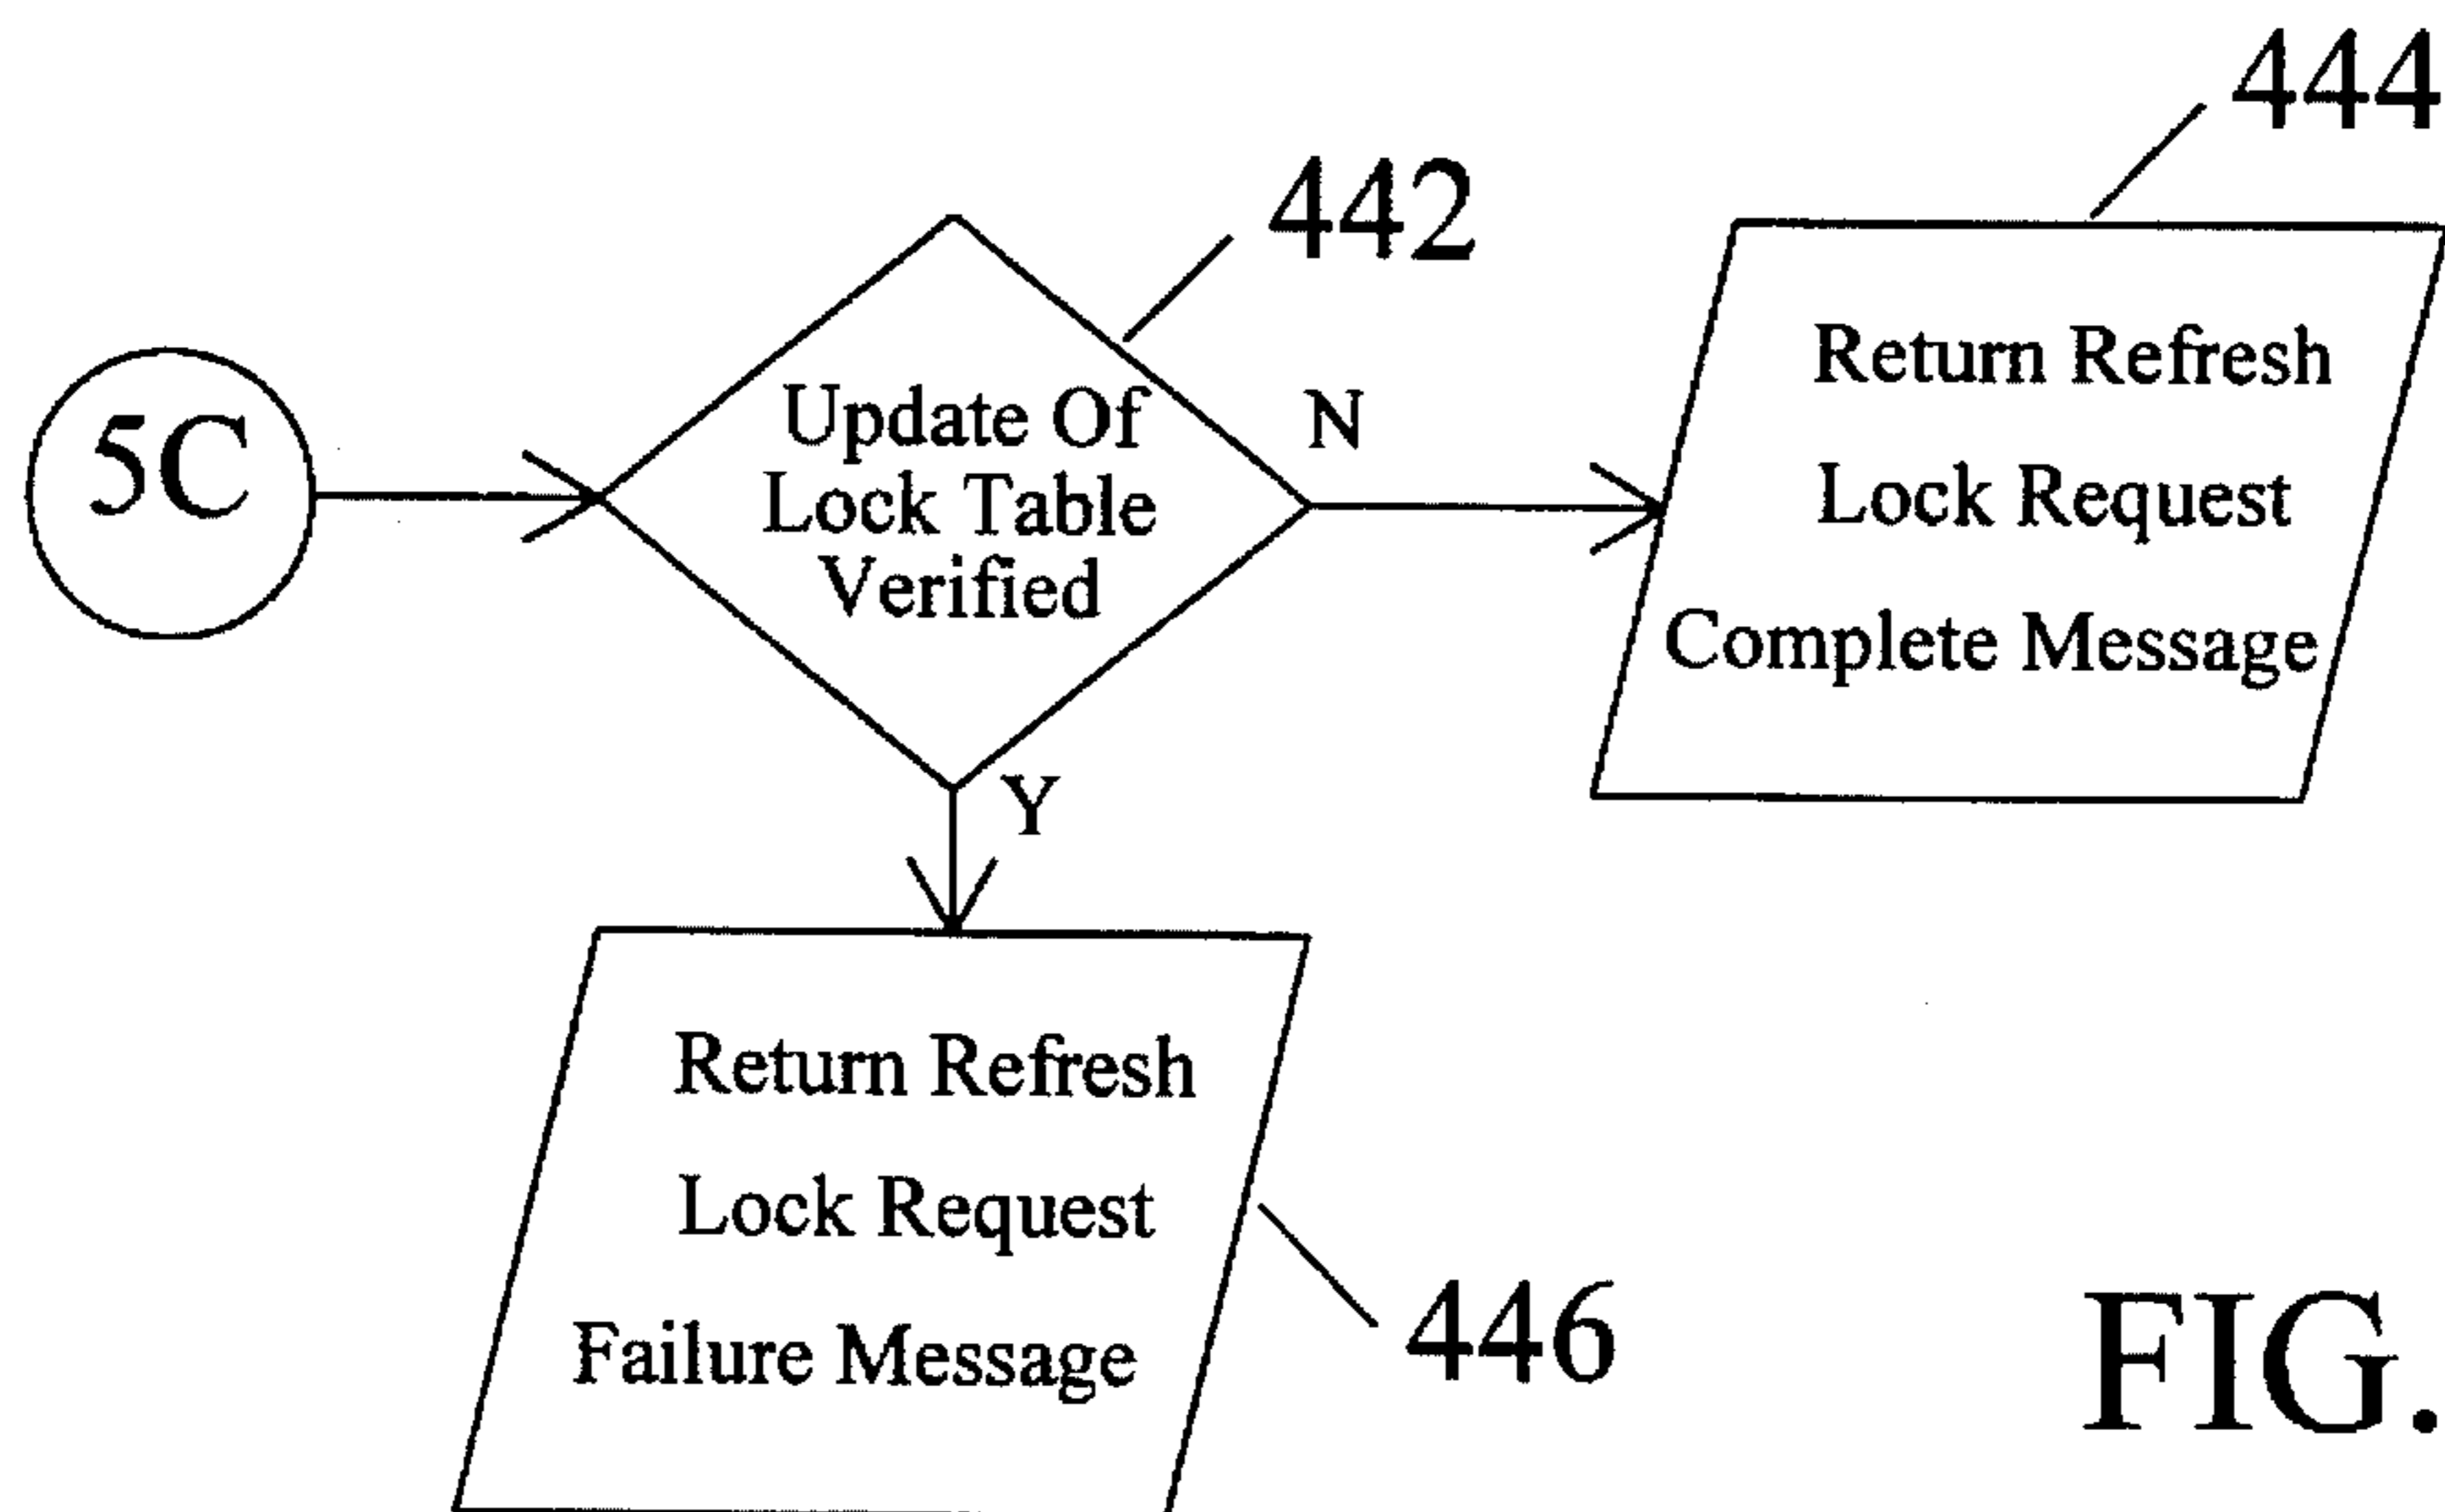 444
442
5C
Update Of
Lock Table
Verified
N
Return Refresh
Lock Request
Complete Message
Y
Return Refresh
Lock Request
Failure Message
446
FIG.